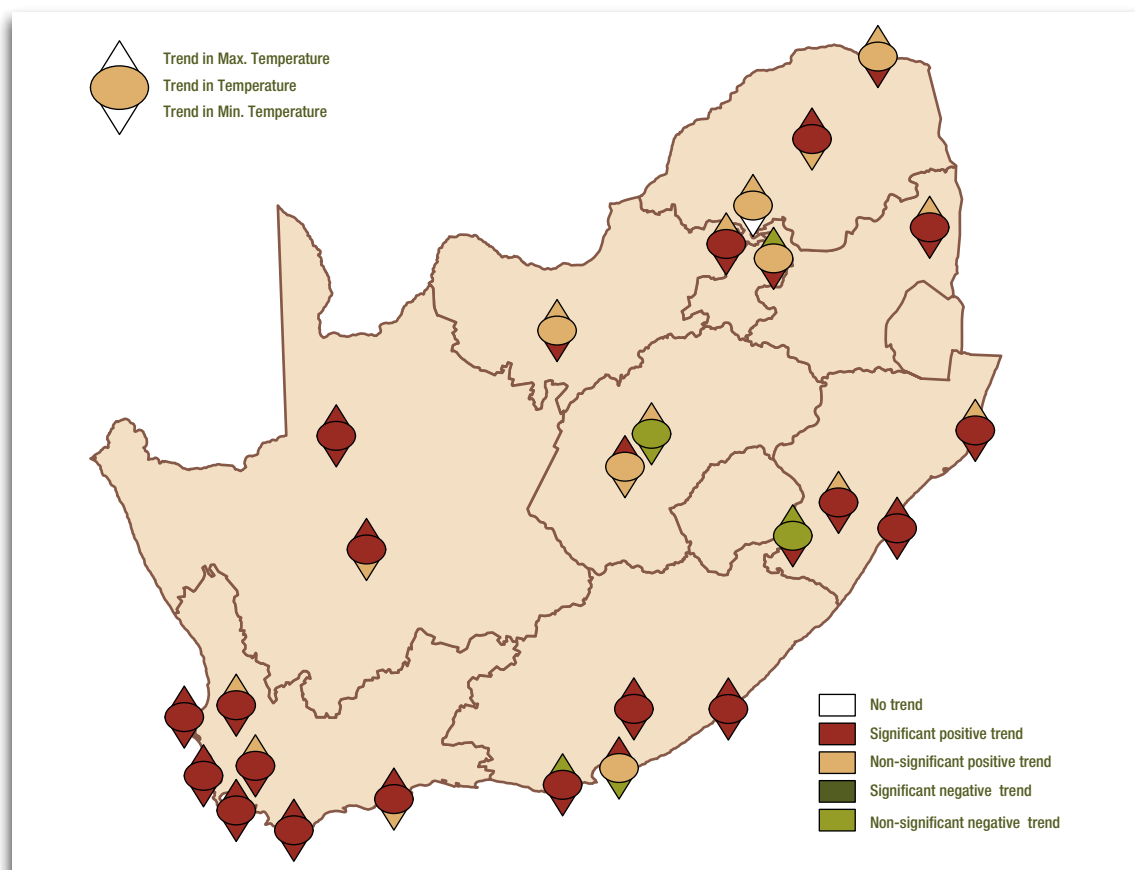 Trend in Max. Temperature
Trend in Temperature
Trend in Min. Temperature
No trend
Significant positive trend
Non-significant positive trend
Significant negative trend
Non-significant negative trend